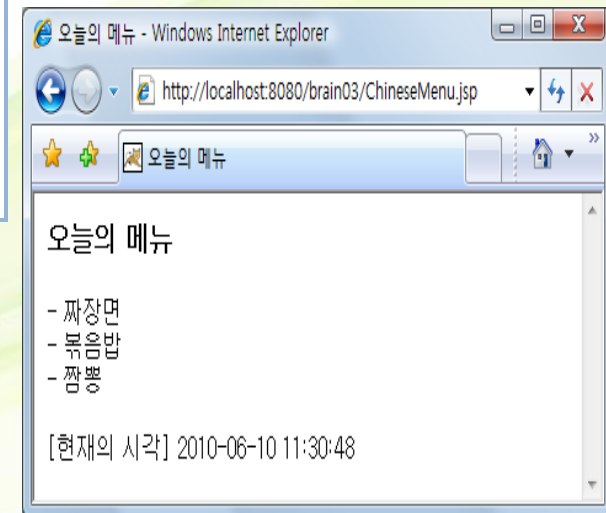 오늘의 메뉴 - Windows Internet Explorer
http://localhost:8080/brain03/ChineseMenu.jsp
오늘의 메뉴
오늘의 메뉴
- 짜장면
- 볶음밥
- 짬뽕
[현재의 시각] 2010-06-10 11:30:48